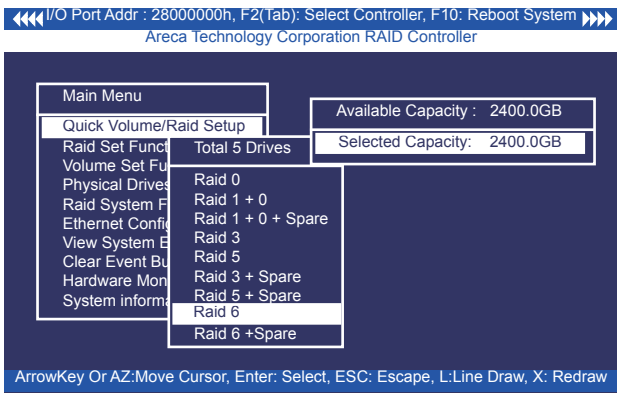 I/O Port Addr : 28000000h, F2(Tab): Select Controller, F10: Reboot System
Areca Technology Corporation RAID Controller
Main Menu
Quick Volume/Raid Setup
Raid Set Funct
Volume Set Fu
Physical Drives
Raid System F
Ethernet Config
View System E
Clear Event Bu
Hardware Mon
System informa
Total 5 Drives
Raid 0
Raid 1 + 0
Raid 1 + 0 + Spare
Raid 3
Raid 5
Raid 3 + Spare
Raid 5 + Spare
Raid 6
Raid 6 +Spare
Available Capacity : 2400.0GB
Selected Capacity: 2400.0GB
ArrowKey Or AZ:Move Cursor, Enter: Select, ESC: Escape, L:Line Draw, X: Redraw